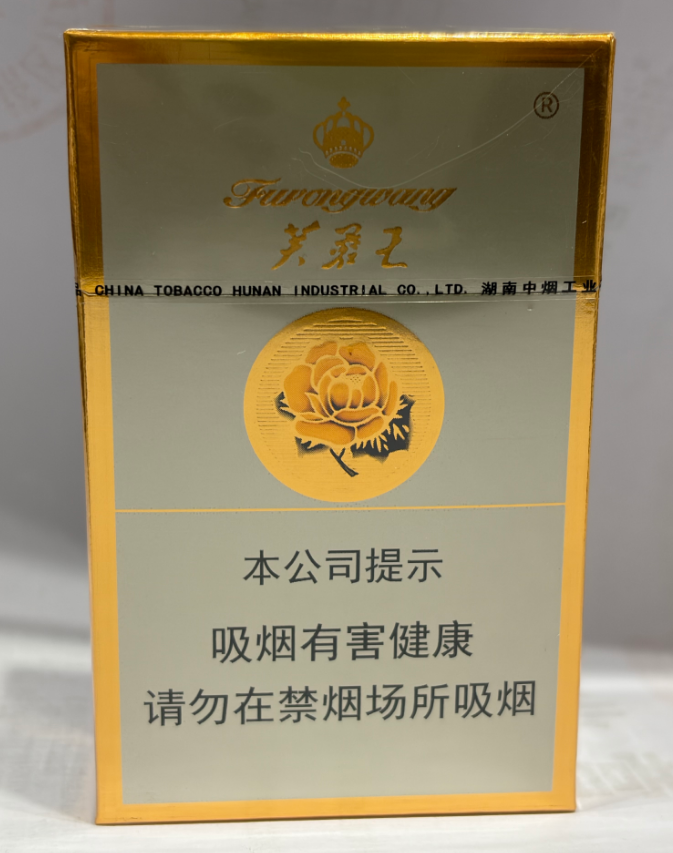 ®
Furongwang
芙蓉王
CHINA TOBACCO HUNAN INDUSTRIAL CO.,LTD. 湖南中烟工业
本公司提示
吸烟有害健康
请勿在禁烟场所吸烟